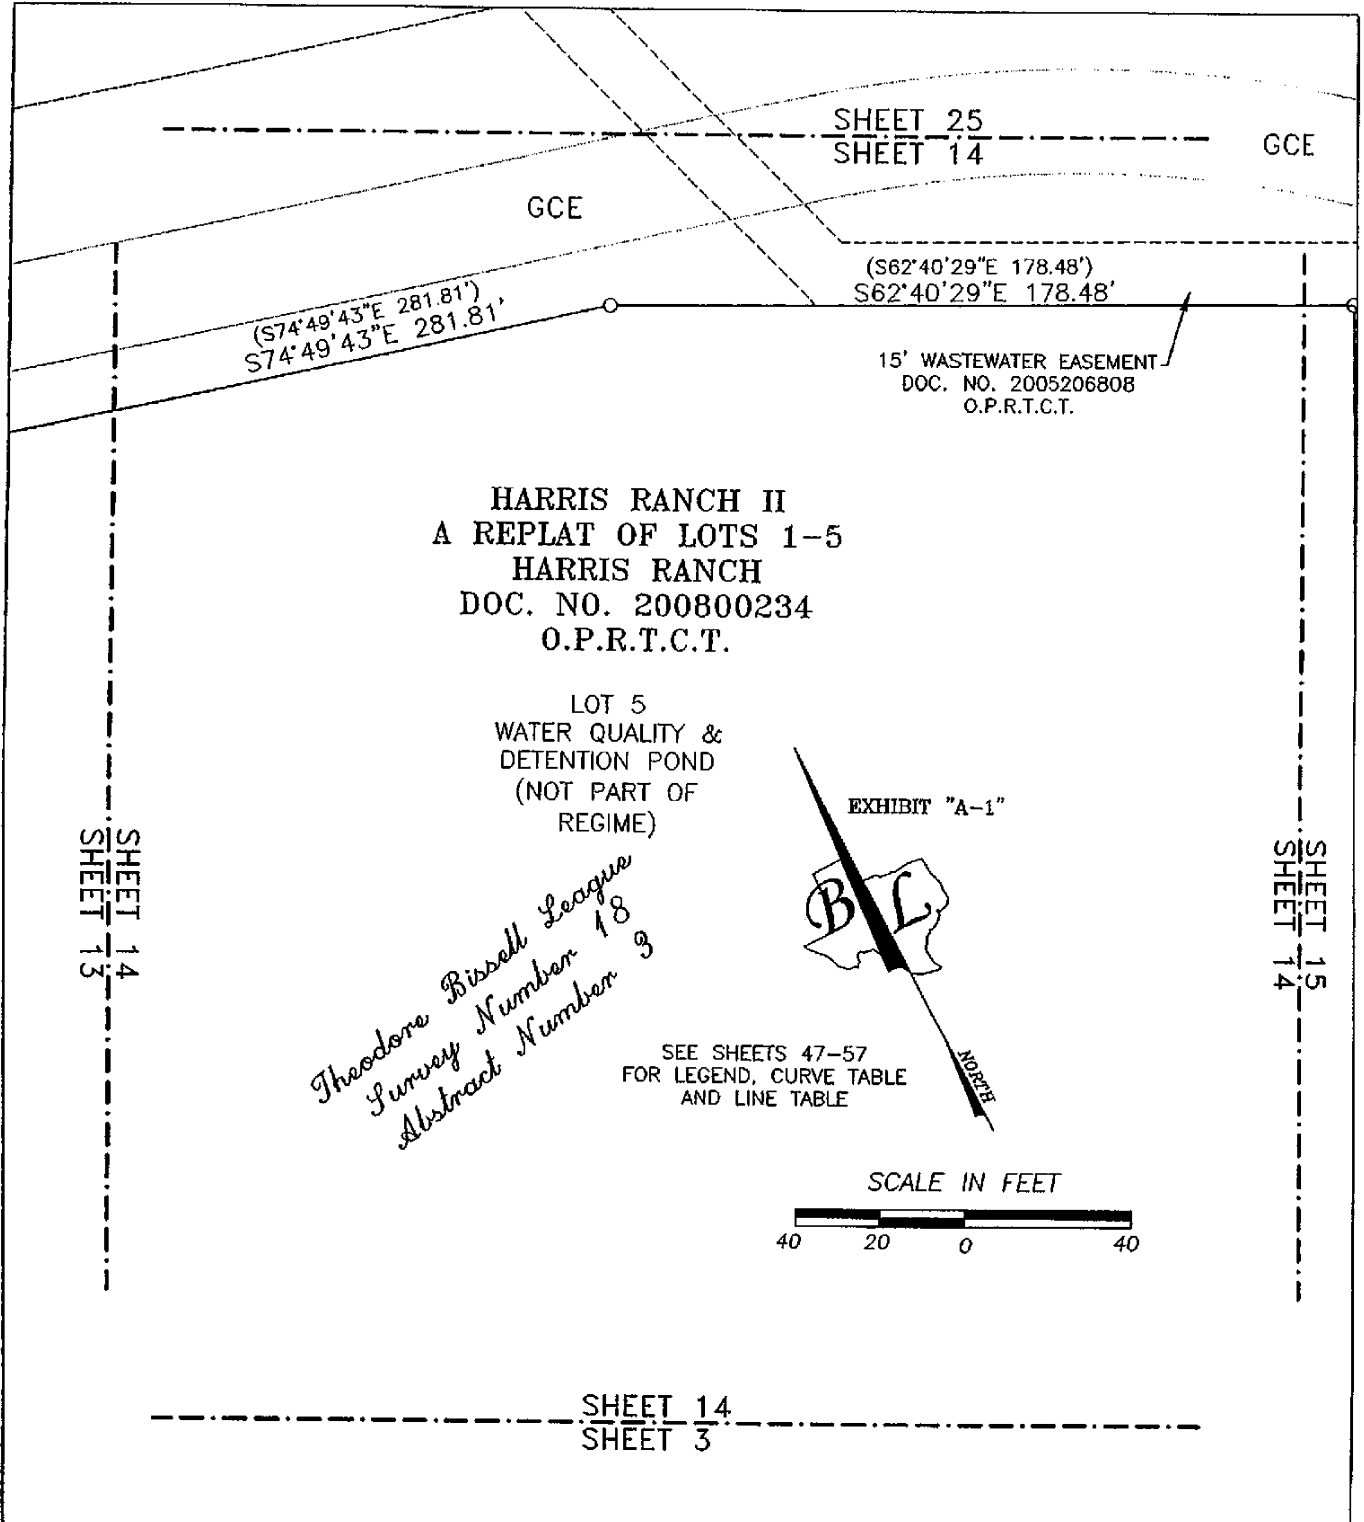 SHEET 25
SHEET 14
GCE
GCE
(S62°40'29"E 178.48')
S62°40'29"E 178.48'
(S74°49'43"E 281.81')
S74°49'43"E 281.81'
15' WASTEWATER EASEMENT
DOC. NO. 2005206808
O.P.R.T.C.T.
HARRIS RANCH II
A REPLAT OF LOTS 1-5
HARRIS RANCH
DOC. NO. 200800234
O.P.R.T.C.T.
LOT 5
WATER QUALITY &
DETENTION POND
(NOT PART OF
REGIME)
EXHIBIT "A-1"
SHEET 14
SHEET 13
SHEET 15
SHEET 14
B L
Theodore Bissell League
Survey Number 18
Abstract Number 3
SEE SHEETS 47-57
FOR LEGEND, CURVE TABLE
AND LINE TABLE
NORTH
SCALE IN FEET
40 20 0 40
SHEET 14
SHEET 3